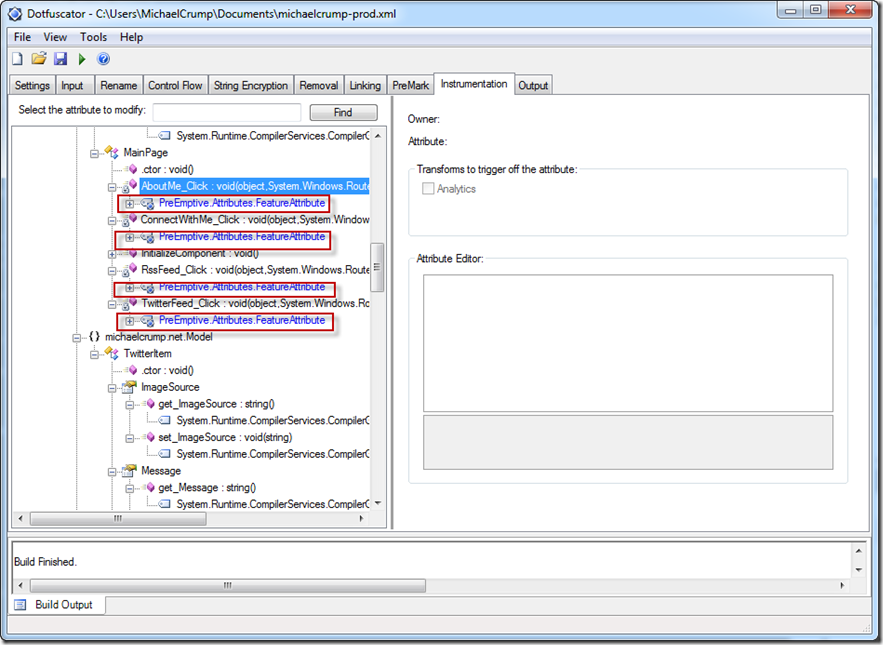 Dotfuscator - C:\Users\MichaelCrump\Documents\michaelcrump-prod.xml
File View Tools Help
Settings Input Rename Control Flow String Encryption Removal Linking PreMark Instrumentation Output
Select the attribute to modify: Find
System.Runtime.CompilerServices.CompilerC
MainPage
.ctor : void()
AboutMe_Click : void(object,System.Windows.Route
PreEmptive.Attributes.FeatureAttribute
ConnectWithMe_Click : void(object,System.Window
PreEmptive.Attributes.FeatureAttribute
InitializeComponent : void()
RssFeed_Click : void(object,System.Windows.Route
PreEmptive.Attributes.FeatureAttribute
TwitterFeed_Click : void(object,System.Windows.Ro
PreEmptive.Attributes.FeatureAttribute
{} michaelcrump.net.Model
TwitterItem
.ctor : void()
ImageSource
get_ImageSource : string()
System.Runtime.CompilerServices.CompilerC
set_ImageSource : void(string)
System.Runtime.CompilerServices.CompilerC
Message
get_Message : string()
System.Runtime.CompilerServices.CompilerC
Owner:
Attribute:
Transforms to trigger off the attribute:
Analytics
Attribute Editor:
Build Finished.
Build Output